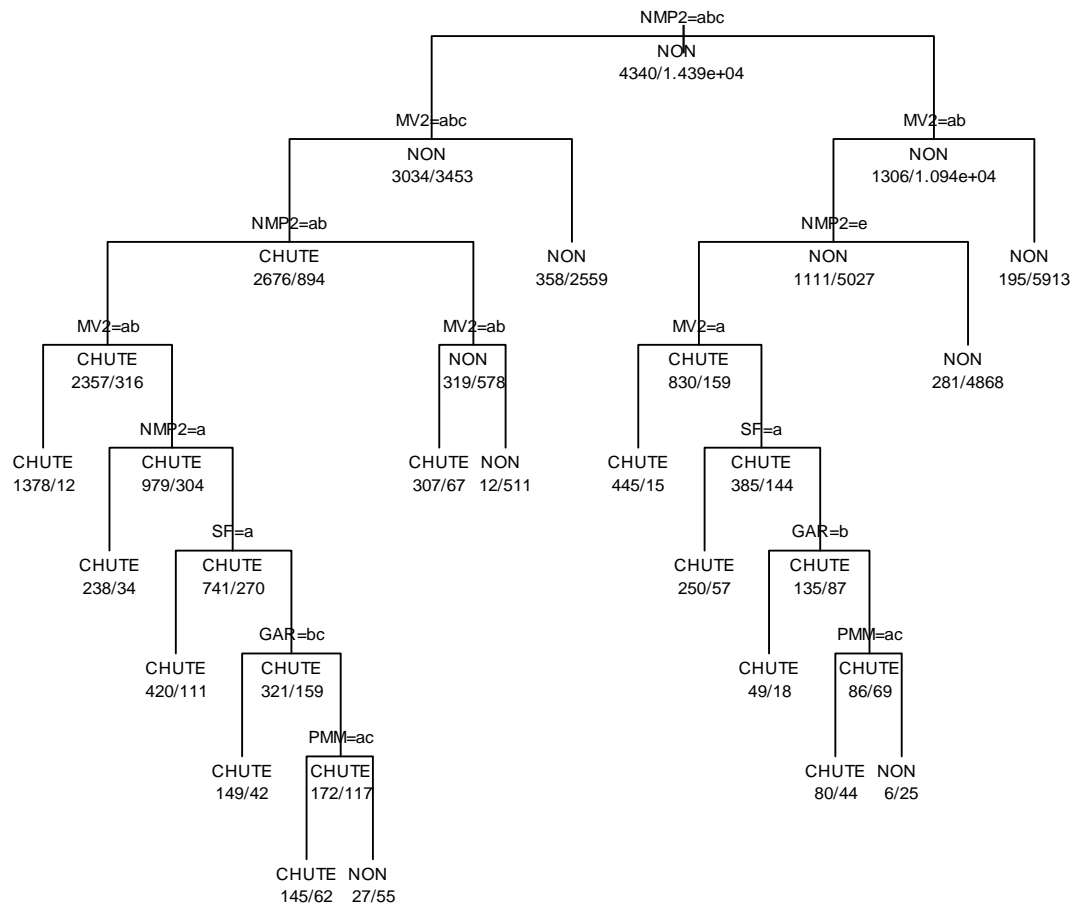 NMP2=abc
NON
4340/1.439e+04
MV2=abc
MV2=ab
NON
NON
3034/3453
1306/1.094e+04
NMP2=ab
NMP2=e
CHUTE
NON
NON
NON
2676/894
358/2559
1111/5027
195/5913
MV2=ab
MV2=ab
MV2=a
CHUTE
NON
CHUTE
NON
2357/316
319/578
830/159
281/4868
NMP2=a
SF=a
CHUTE
CHUTE
CHUTE
NON
CHUTE
CHUTE
1378/12
979/304
307/67
12/511
445/15
385/144
SF=a
GAR=b
CHUTE
CHUTE
CHUTE
CHUTE
238/34
741/270
250/57
135/87
GAR=bc
PMM=ac
CHUTE
CHUTE
CHUTE
CHUTE
420/111
321/159
49/18
86/69
PMM=ac
CHUTE
CHUTE
CHUTE
NON
149/42
172/117
80/44
6/25
CHUTE
NON
145/62
27/55